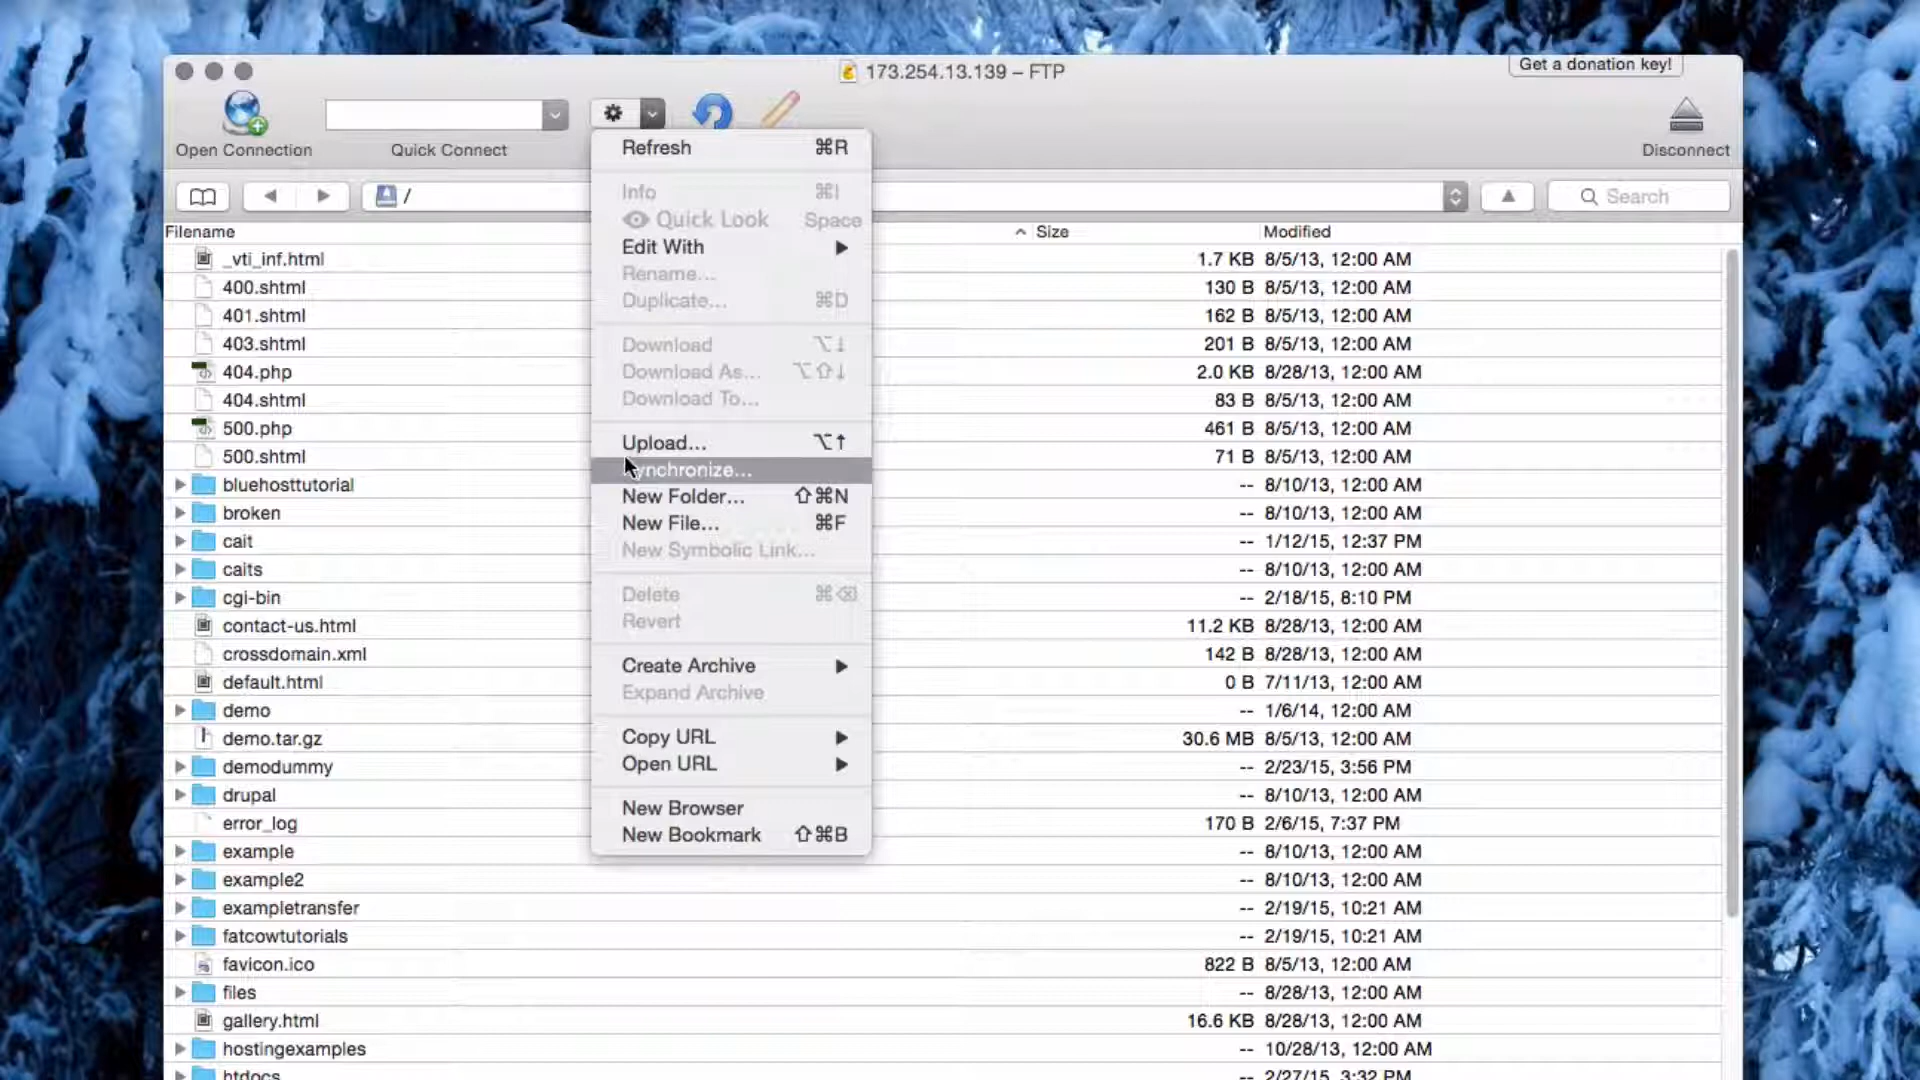 173.254.13.139 – FTP
Get a donation key!
Open Connection
Quick Connect
Disconnect
/
Search
Refresh ⌘R
Info ⌘I
Quick Look Space
Edit With
Rename...
Duplicate... ⌘D
Download ⌥↓
Download As... ⌥⇧↓
Download To...
Upload... ⌥↑
ynchronize...
New Folder... ⇧⌘N
New File... ⌘F
New Symbolic Link...
Delete ⌘⌫
Revert
Create Archive
Expand Archive
Copy URL
Open URL
New Browser
New Bookmark ⇧⌘B
Filename Size Modified
_vti_inf.html 1.7 KB 8/5/13, 12:00 AM
400.shtml 130 B 8/5/13, 12:00 AM
401.shtml 162 B 8/5/13, 12:00 AM
403.shtml 201 B 8/5/13, 12:00 AM
404.php 2.0 KB 8/28/13, 12:00 AM
404.shtml 83 B 8/5/13, 12:00 AM
500.php 461 B 8/5/13, 12:00 AM
500.shtml 71 B 8/5/13, 12:00 AM
bluehosttutorial -- 8/10/13, 12:00 AM
broken -- 8/10/13, 12:00 AM
cait -- 1/12/15, 12:37 PM
caits -- 8/10/13, 12:00 AM
cgi-bin -- 2/18/15, 8:10 PM
contact-us.html 11.2 KB 8/28/13, 12:00 AM
crossdomain.xml 142 B 8/28/13, 12:00 AM
default.html 0 B 7/11/13, 12:00 AM
demo -- 1/6/14, 12:00 AM
demo.tar.gz 30.6 MB 8/5/13, 12:00 AM
demodummy -- 2/23/15, 3:56 PM
drupal -- 8/10/13, 12:00 AM
error_log 170 B 2/6/15, 7:37 PM
example -- 8/10/13, 12:00 AM
example2 -- 8/10/13, 12:00 AM
exampletransfer -- 2/19/15, 10:21 AM
fatcowtutorials -- 2/19/15, 10:21 AM
favicon.ico 822 B 8/5/13, 12:00 AM
files -- 8/28/13, 12:00 AM
gallery.html 16.6 KB 8/28/13, 12:00 AM
hostingexamples -- 10/28/13, 12:00 AM
htdocs -- 2/27/15, 3:32 PM